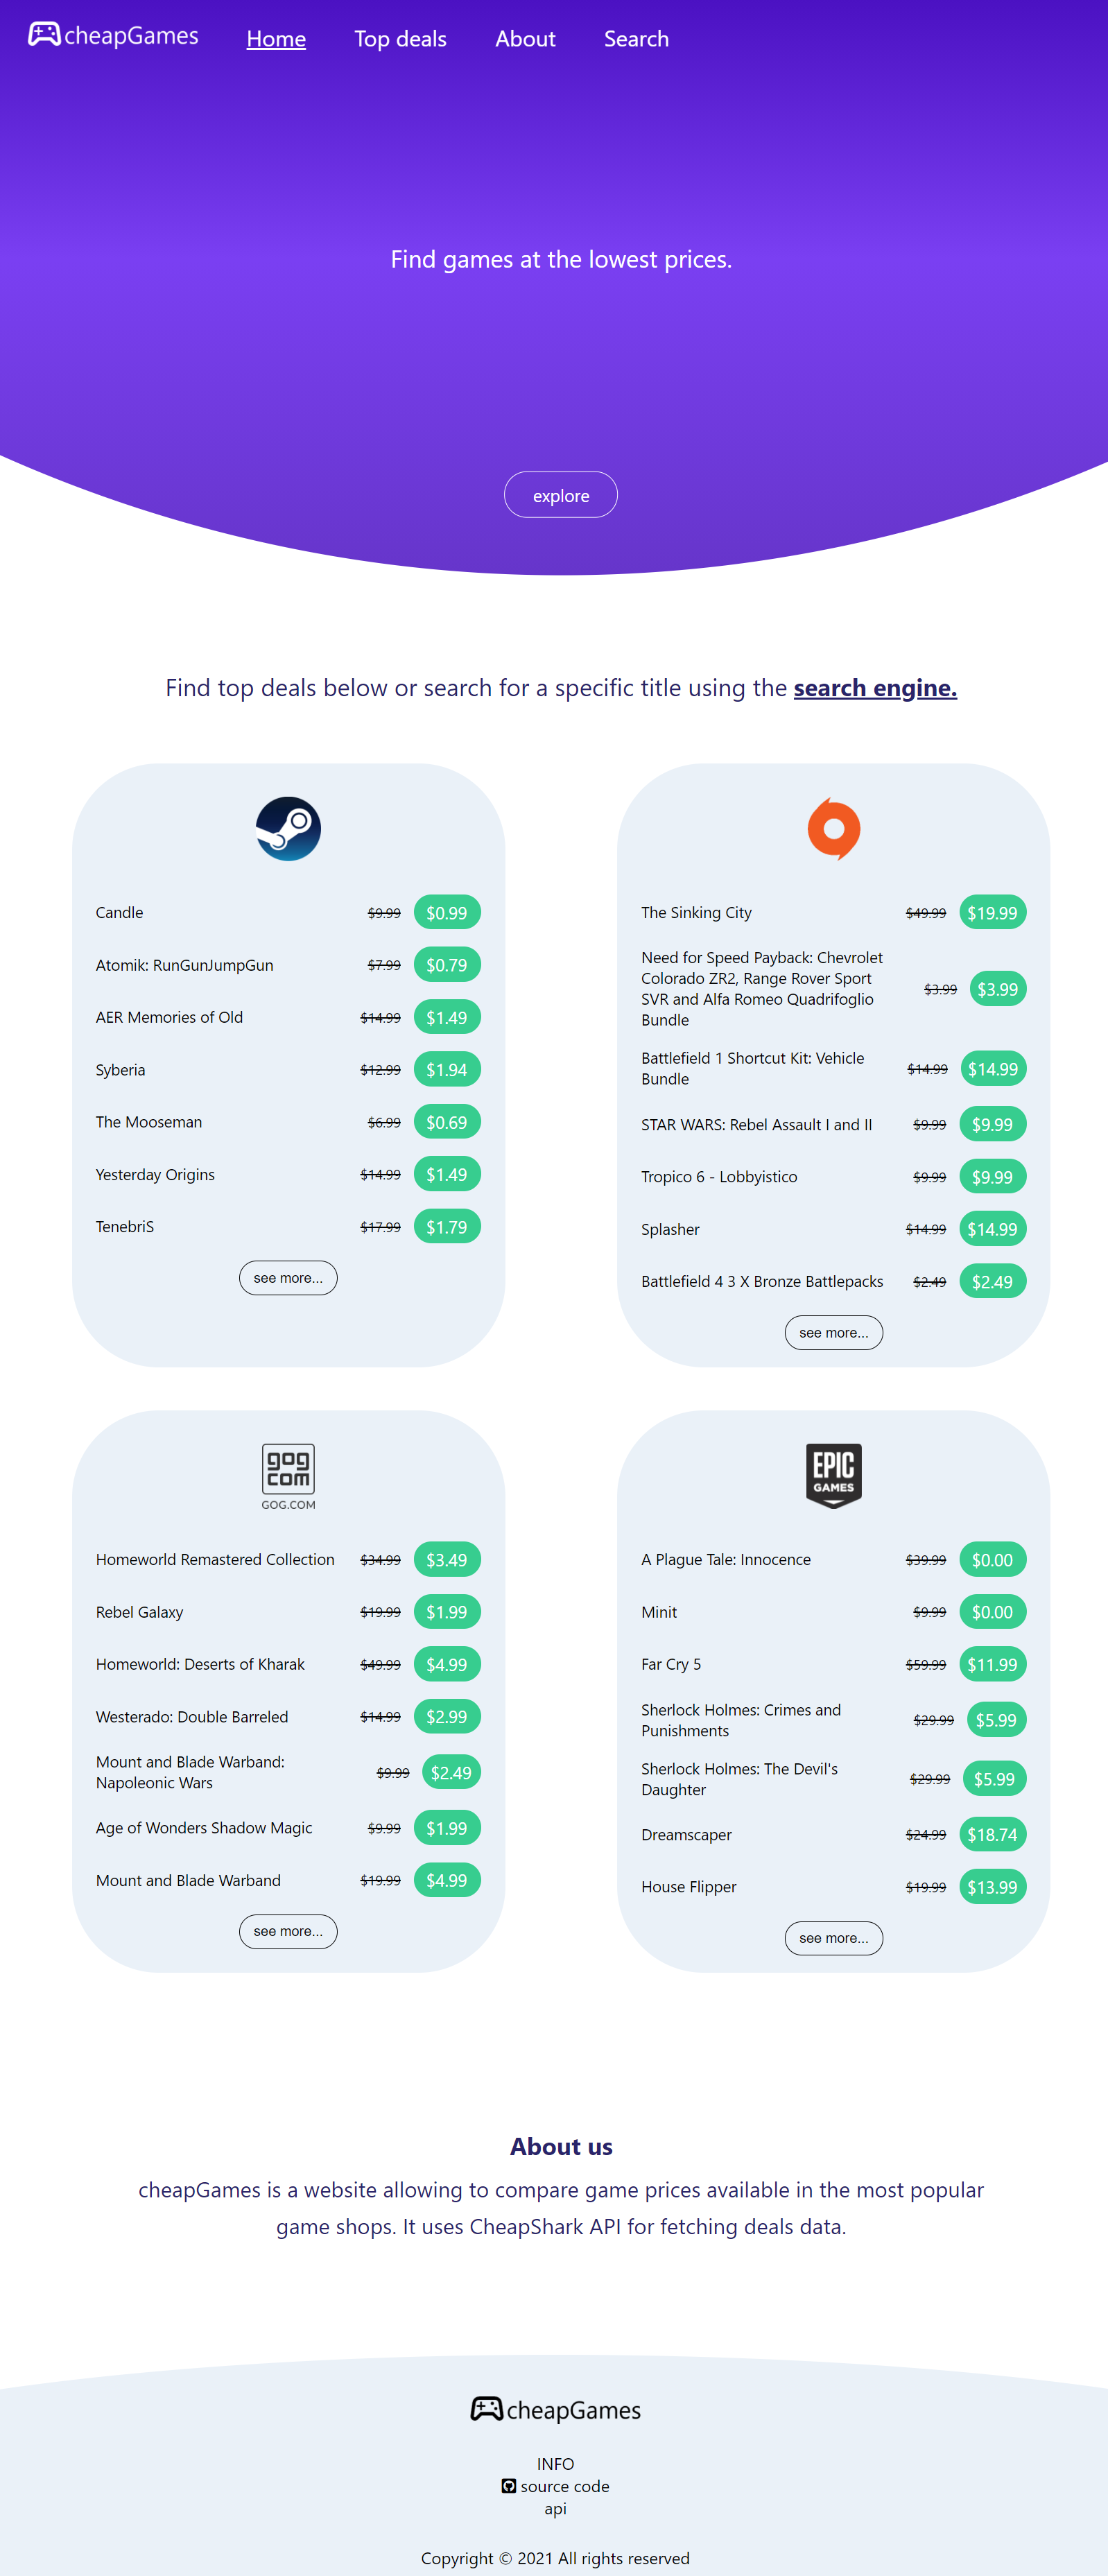 cheapGames Home Top deals About Search
Find games at the lowest prices.
explore
Find top deals below or search for a specific title using the search engine.
Candle $9.99 $0.99
Atomik: RunGunJumpGun $7.99 $0.79
AER Memories of Old $14.99 $1.49
Syberia $12.99 $1.94
The Mooseman $6.99 $0.69
Yesterday Origins $14.99 $1.49
TenebriS $17.99 $1.79
see more...
The Sinking City $49.99 $19.99
Need for Speed Payback: Chevrolet
Colorado ZR2, Range Rover Sport
SVR and Alfa Romeo Quadrifoglio
Bundle
$3.99 $3.99
Battlefield 1 Shortcut Kit: Vehicle
Bundle
$14.99 $14.99
STAR WARS: Rebel Assault I and II $9.99 $9.99
Tropico 6 - Lobbyistico $9.99 $9.99
Splasher $14.99 $14.99
Battlefield 4 3 X Bronze Battlepacks $2.49 $2.49
see more...
gog
com
GOG.COM
Homeworld Remastered Collection $34.99 $3.49
Rebel Galaxy $19.99 $1.99
Homeworld: Deserts of Kharak $49.99 $4.99
Westerado: Double Barreled $14.99 $2.99
Mount and Blade Warband:
Napoleonic Wars
$9.99 $2.49
Age of Wonders Shadow Magic $9.99 $1.99
Mount and Blade Warband $19.99 $4.99
see more...
EPIC
GAMES
A Plague Tale: Innocence $39.99 $0.00
Minit $9.99 $0.00
Far Cry 5 $59.99 $11.99
Sherlock Holmes: Crimes and
Punishments
$29.99 $5.99
Sherlock Holmes: The Devil's
Daughter
$29.99 $5.99
Dreamscaper $24.99 $18.74
House Flipper $19.99 $13.99
see more...
About us
cheapGames is a website allowing to compare game prices available in the most popular
game shops. It uses CheapShark API for fetching deals data.
cheapGames
INFO
source code
api
Copyright © 2021 All rights reserved